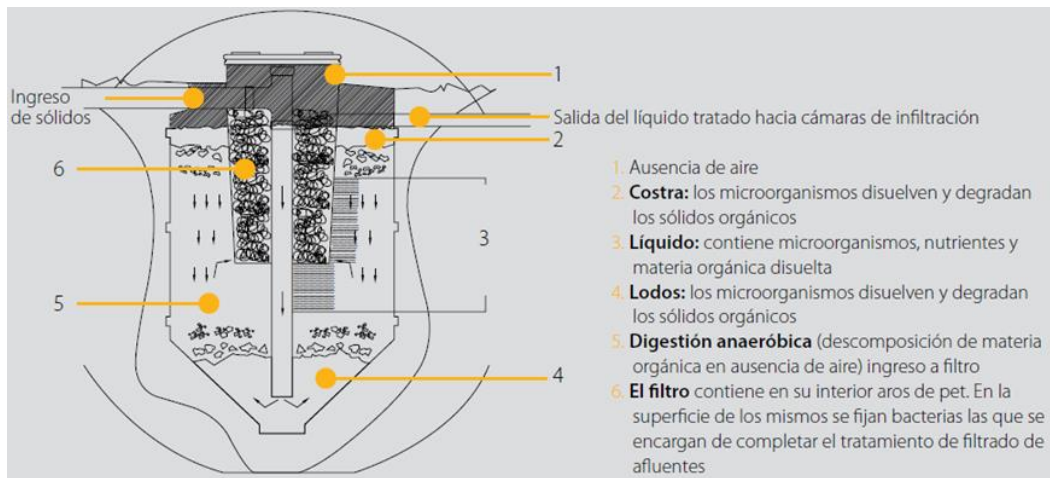 Ingreso
de sólidos
1
Salida del líquido tratado hacia cámaras de infiltración
2
6
3
5
4
1. Ausencia de aire
2. Costra: los microorganismos disuelven y degradan
los sólidos orgánicos
3. Líquido: contiene microorganismos, nutrientes y
materia orgánica disuelta
4. Lodos: los microorganismos disuelven y degradan
los sólidos orgánicos
5. Digestión anaeróbica (descomposición de materia
orgánica en ausencia de aire) ingreso a filtro
6. El filtro contiene en su interior aros de pet. En la
superficie de los mismos se fijan bacterias las que se
encargan de completar el tratamiento de filtrado de
afluentes